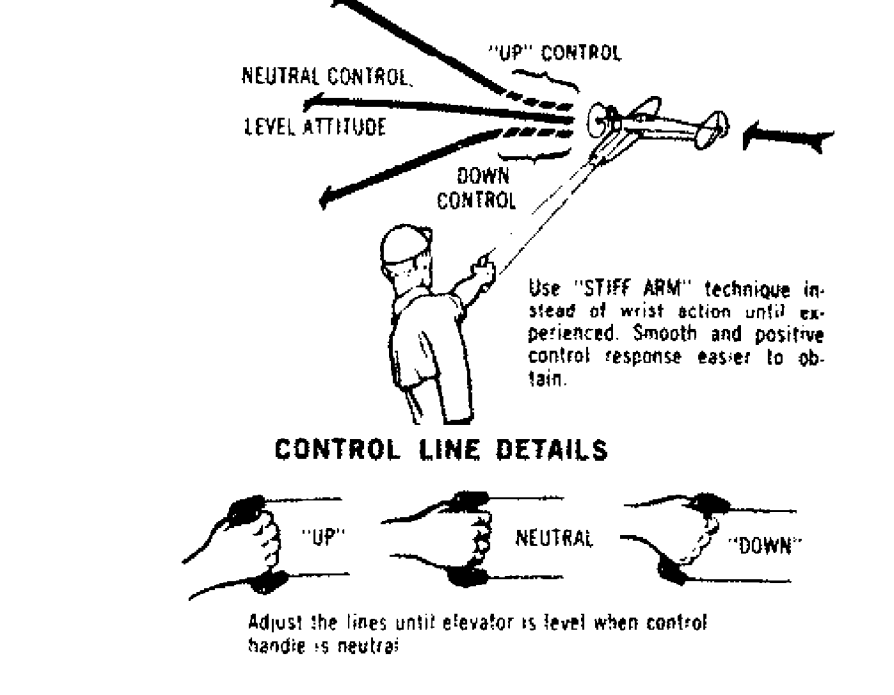 "UP" CONTROL
NEUTRAL CONTROL.
LEVEL ATTITUDE
DOWN
CONTROL
Use "STIFF ARM" technique in-
stead of wrist action until ex-
perienced. Smooth and positive
control response easier to ob-
tain.
CONTROL LINE DETAILS
"UP"
NEUTRAL
"DOWN"
Adjust the lines until elevator is level when control
handle is neutral